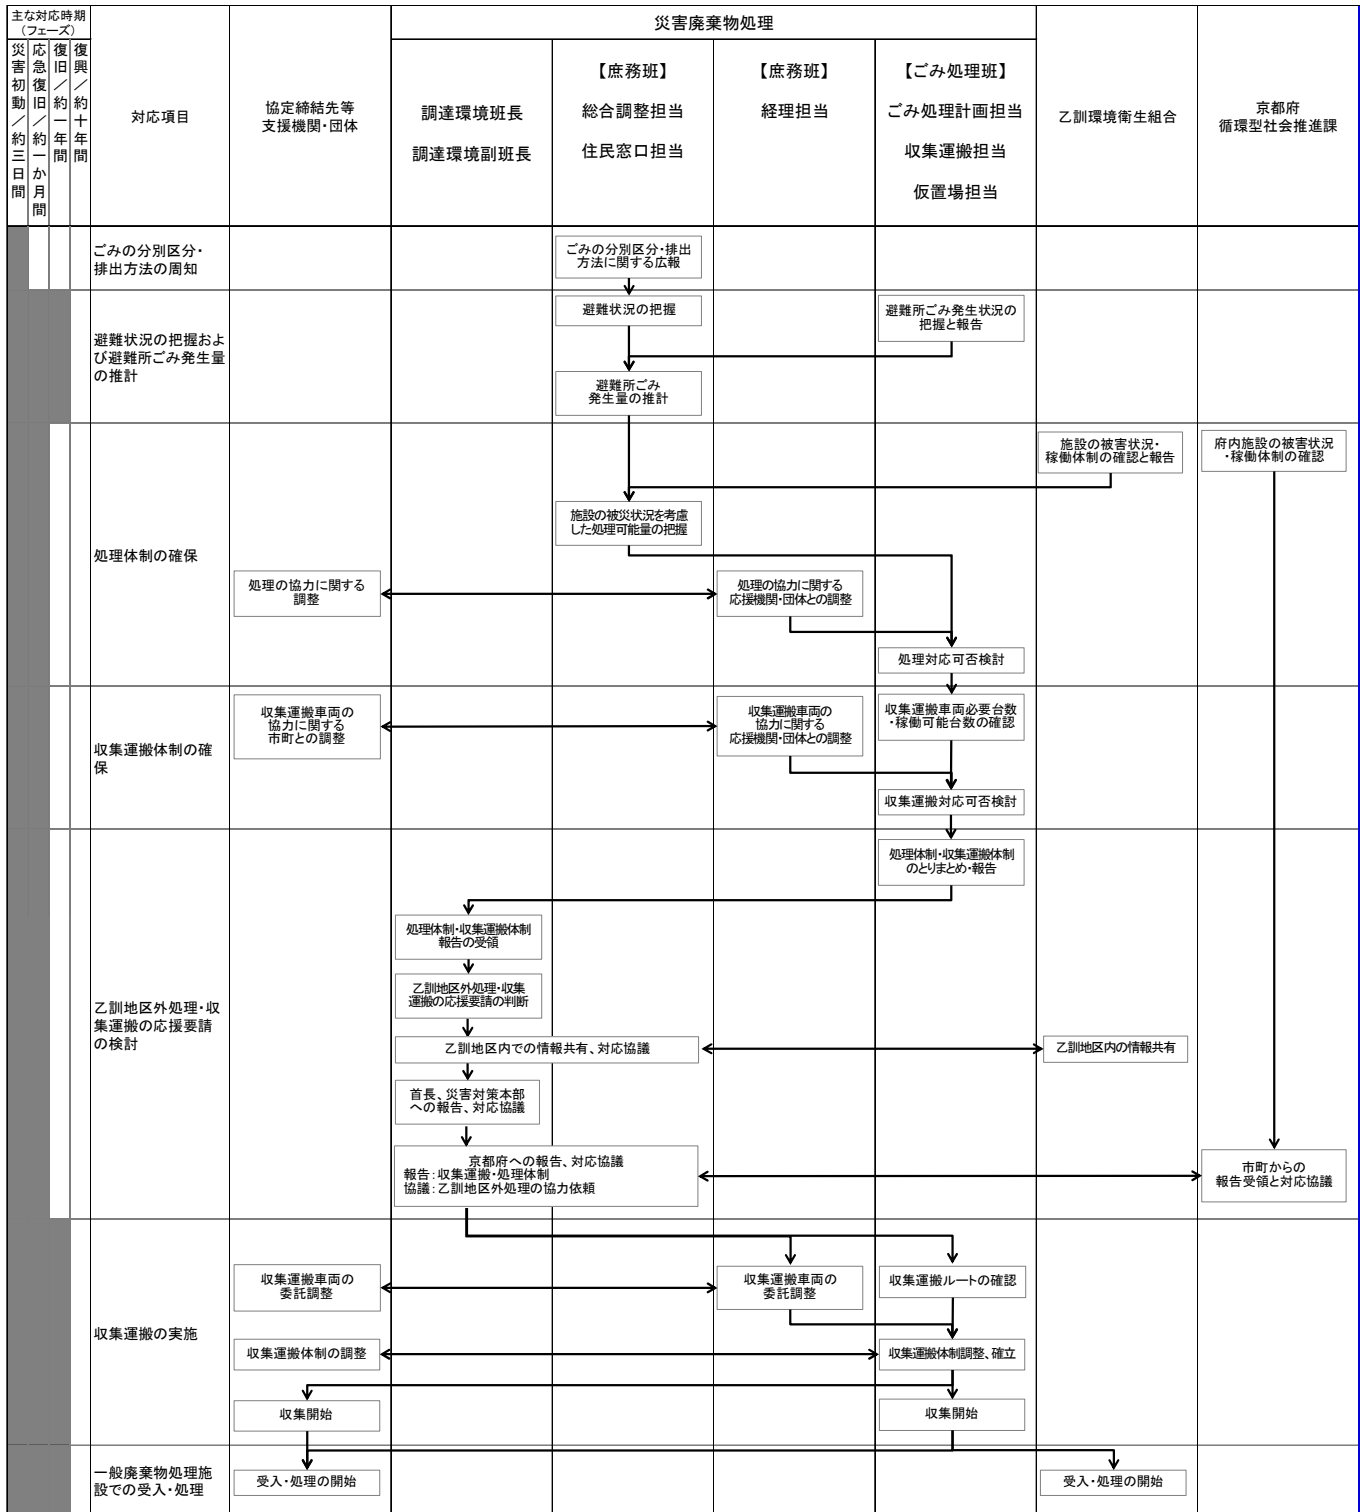 主な対応時期
（フェーズ）
災害初動／約三日間
応急復旧／約一か月間
復旧／約一年間
復興／約十年間
対応項目
協定締結先等
支援機関・団体
災害廃棄物処理
調達環境班長
調達環境副班長
【庶務班】
総合調整担当
住民窓口担当
【庶務班】
経理担当
【ごみ処理班】
ごみ処理計画担当
収集運搬担当
仮置場担当
乙訓環境衛生組合
京都府
循環型社会推進課
ごみの分別区分・
排出方法の周知
ごみの分別区分・排出
方法に関する広報
避難状況の把握およ
び避難所ごみ発生量
の推計
避難状況の把握
避難所ごみ発生状況の
把握と報告
避難所ごみ
発生量の推計
処理体制の確保
施設の被害状況・
稼働体制の確認と報告
府内施設の被害状況
・稼働体制の確認
施設の被災状況を考慮
した処理可能量の把握
処理の協力に関する
調整
処理の協力に関する
応援機関・団体との調整
処理対応可否検討
収集運搬体制の確
保
収集運搬車両の
協力に関する
市町との調整
収集運搬車両の
協力に関する
応援機関・団体との調整
収集運搬車両必要台数
・稼働可能台数の確認
収集運搬対応可否検討
乙訓地区外処理・収
集運搬の応援要請
の検討
処理体制・収集運搬体制
のとりまとめ・報告
処理体制・収集運搬体制
報告の受領
乙訓地区外処理・収集
運搬の応援要請の判断
乙訓地区内での情報共有、対応協議
乙訓地区内の情報共有
首長、災害対策本部
への報告、対応協議
京都府への報告、対応協議
報告：収集運搬・処理体制
協議：乙訓地区外処理の協力依頼
市町からの
報告受領と対応協議
収集運搬の実施
収集運搬車両の
委託調整
収集運搬車両の
委託調整
収集運搬ルートの確認
収集運搬体制の調整
収集運搬体制調整、確立
収集開始
収集開始
一般廃棄物処理施
設での受入・処理
受入・処理の開始
受入・処理の開始